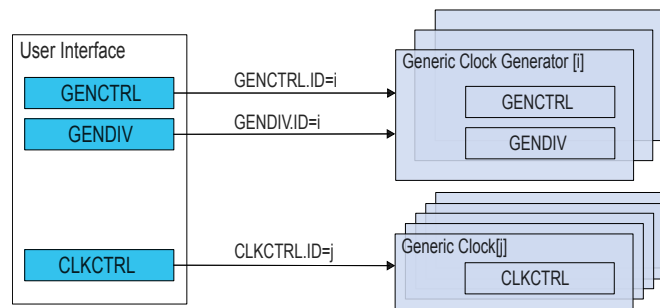 User Interface
GENCTRL
GENDIV
CLKCTRL
GENCTRL.ID=i
GENDIV.ID=i
CLKCTRL.ID=j
Generic Clock Generator [i]
GENCTRL
GENDIV
Generic Clock[j]
CLKCTRL